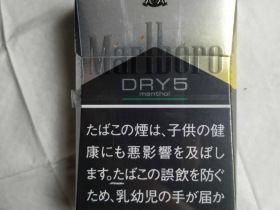 Marlboro
DRY5
menthol
たばこの煙は、子供の健
康にも悪影響を及ぼしま
す。たばこの誤飲を防ぐ
ため、乳幼児の手が届か